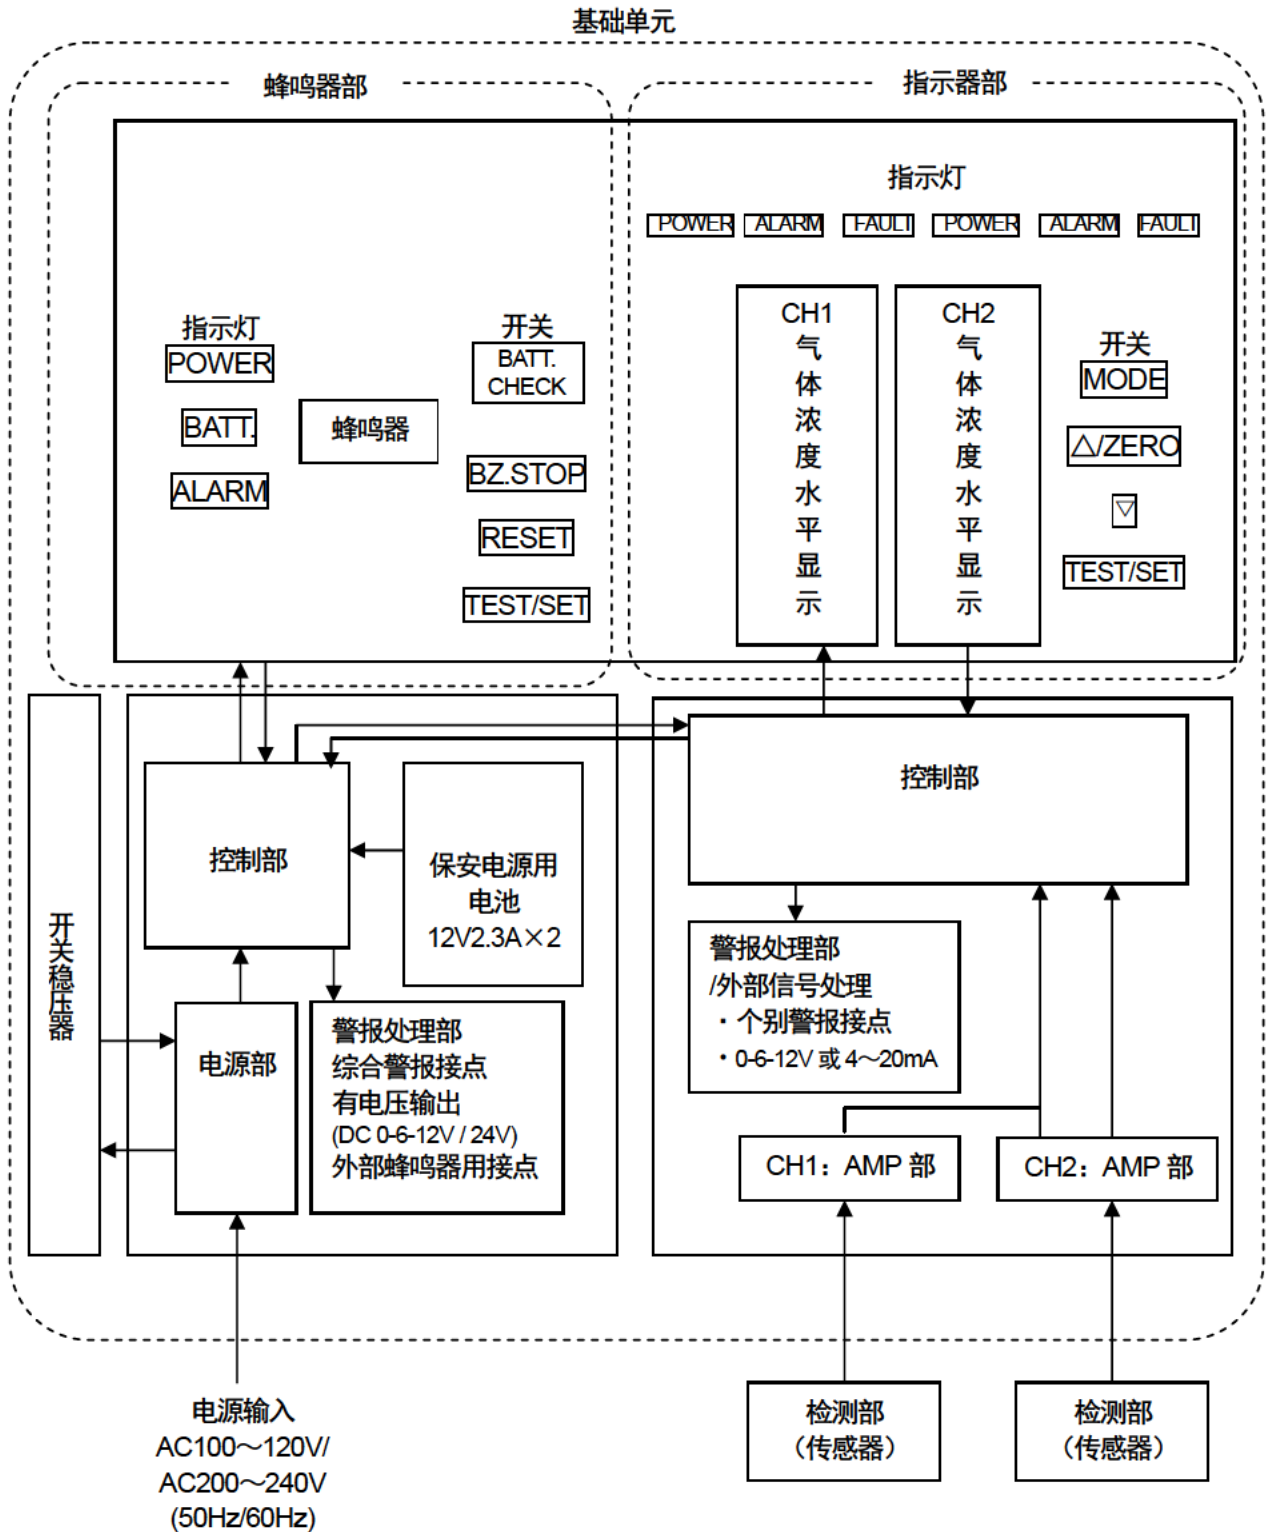 基础单元
蜂鸣器部
指示器部
指示灯
POWER ALARM FAULT POWER ALARM FAULT
指示灯
POWER
BATT.
ALARM
蜂鸣器
开关
BATT.
CHECK
BZ.STOP
RESET
TEST/SET
CH1
气
体
浓
度
水
平
显
示
CH2
气
体
浓
度
水
平
显
示
开关
MODE
△/ZERO
▽
TEST/SET
开
关
稳
压
器
控制部
保安电源用
电池
12V2.3A×2
电源部
警报处理部
综合警报接点
有电压输出
(DC 0-6-12V / 24V)
外部蜂鸣器用接点
控制部
警报处理部
/外部信号处理
・个别警报接点
・0-6-12V 或 4～20mA
CH1：AMP 部
CH2：AMP 部
电源输入
AC100～120V/
AC200～240V
(50Hz/60Hz)
检测部
（传感器）
检测部
（传感器）